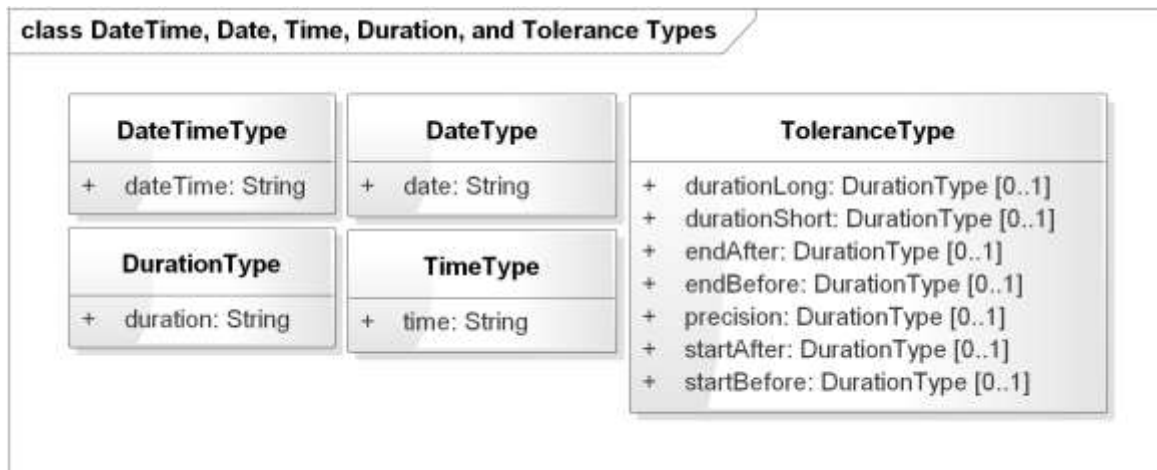 class DateTime, Date, Time, Duration, and Tolerance Types
DateTimeType
+ dateTime: String
DateType
+ date: String
ToleranceType
+ durationLong: DurationType [0..1]
+ durationShort: DurationType [0..1]
+ endAfter: DurationType [0..1]
+ endBefore: DurationType [0..1]
+ precision: DurationType [0..1]
+ startAfter: DurationType [0..1]
+ startBefore: DurationType [0..1]
DurationType
+ duration: String
TimeType
+ time: String